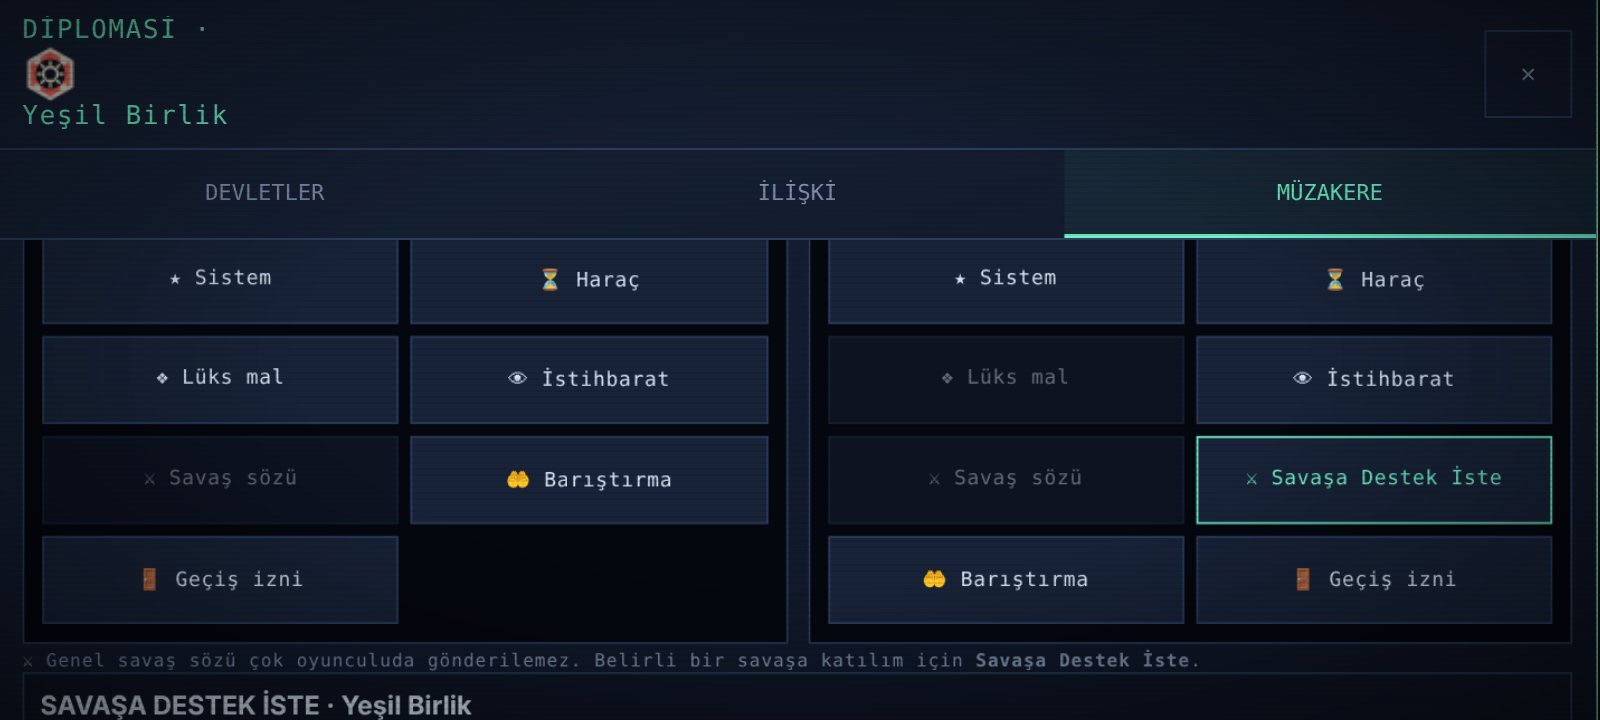 DİPLOMASİ ·
Yeşil Birlik
×
DEVLETLER
İLİŞKİ
MÜZAKERE
★ Sistem
⏳ Haraç
❖ Lüks mal
👁 İstihbarat
⚔ Savaş sözü
🤲 Barıştırma
🚪 Geçiş izni
★ Sistem
⏳ Haraç
❖ Lüks mal
👁 İstihbarat
⚔ Savaş sözü
⚔ Savaşa Destek İste
🤲 Barıştırma
🚪 Geçiş izni
⚔ Genel savaş sözü çok oyunculuda gönderilemez. Belirli bir savaşa katılım için Savaşa Destek İste.
SAVAŞA DESTEK İSTE · Yeşil Birlik